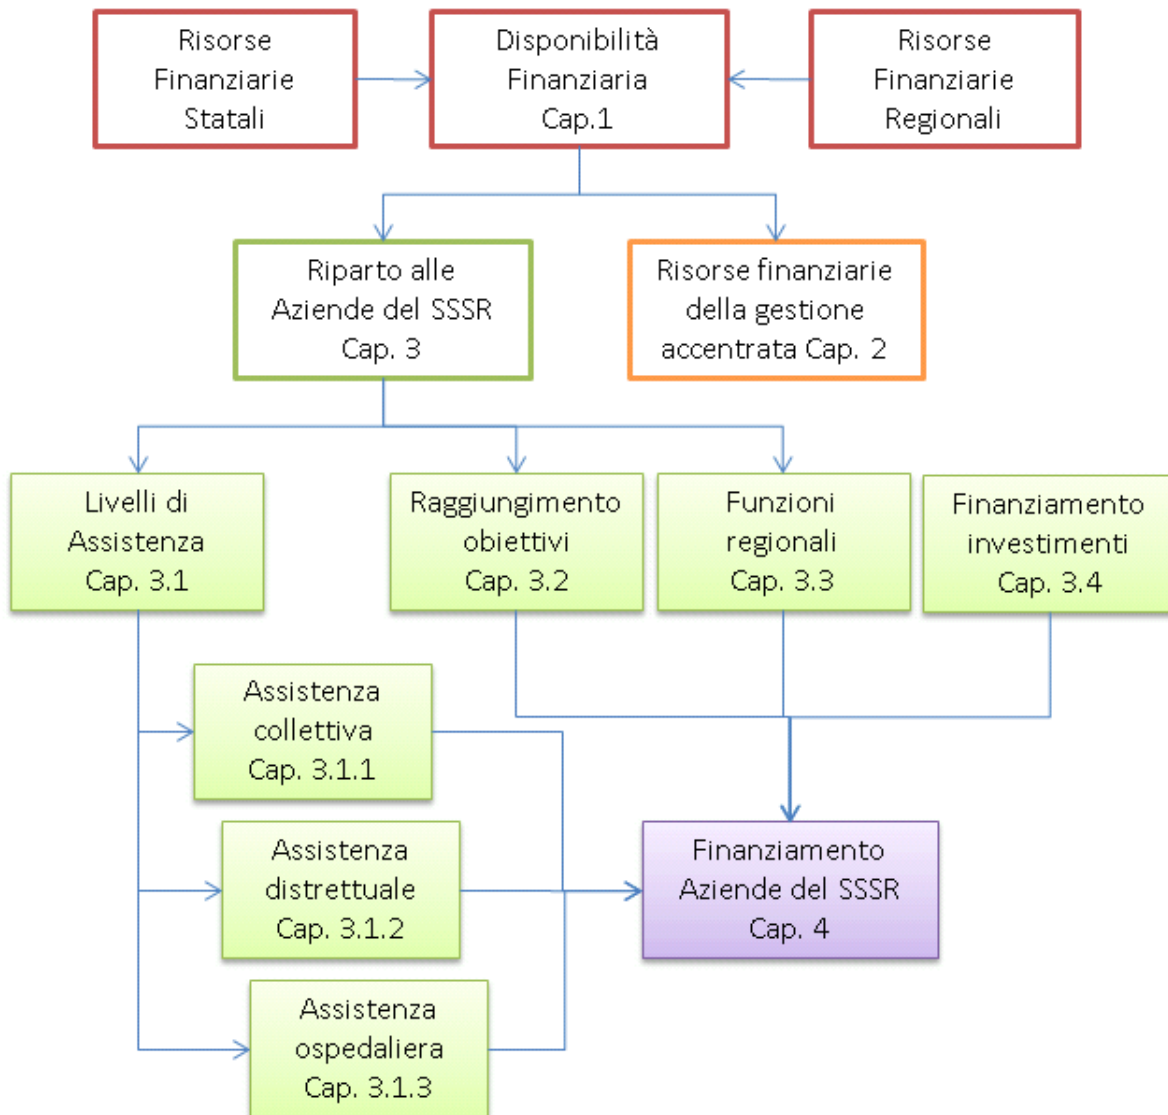 Risorse
Finanziarie
Statali
Disponibilità
Finanziaria
Cap.1
Risorse
Finanziarie
Regionali
Riparto alle
Aziende del SSSR
Cap. 3
Risorse finanziarie
della gestione
accentrata Cap. 2
Livelli di
Assistenza
Cap. 3.1
Raggiungimento
obiettivi
Cap. 3.2
Funzioni
regionali
Cap. 3.3
Finanziamento
investimenti
Cap. 3.4
Assistenza
collettiva
Cap. 3.1.1
Assistenza
distrettuale
Cap. 3.1.2
Finanziamento
Aziende del SSSR
Cap. 4
Assistenza
ospedaliera
Cap. 3.1.3